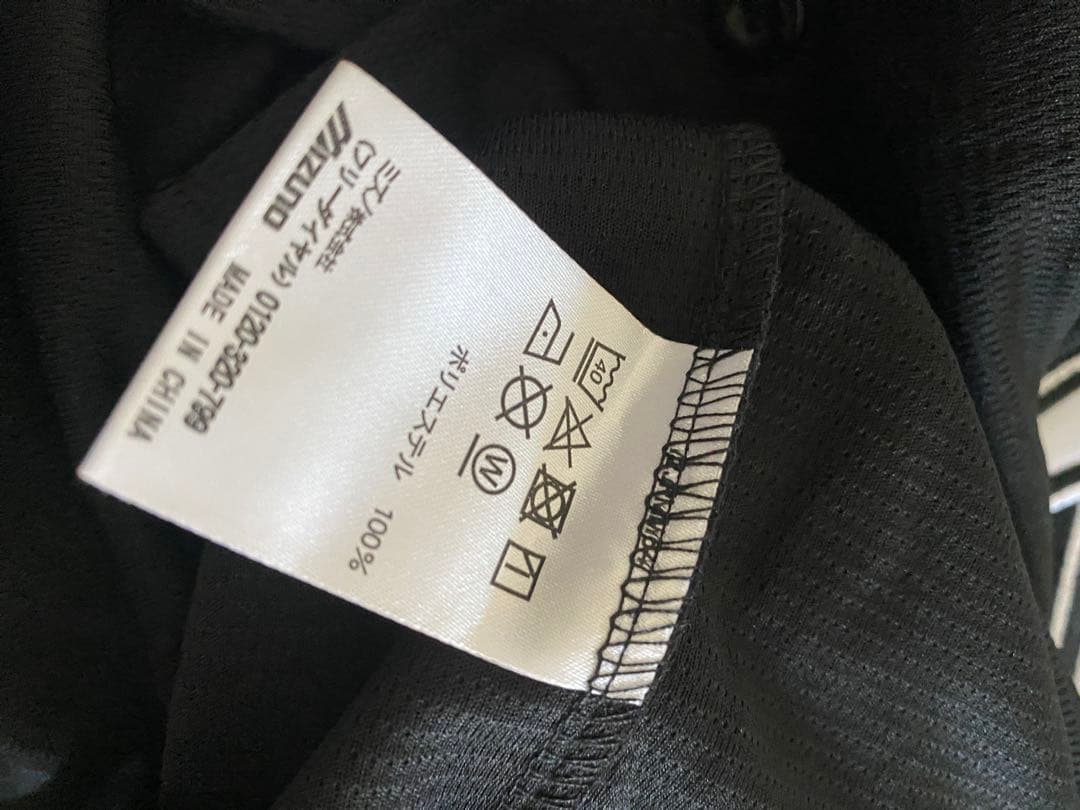 40
W
ポリエステル 100%
MIZUNO
ミズノ株式会社
(フリーダイヤル) 0120-320-799
MADE IN CHINA